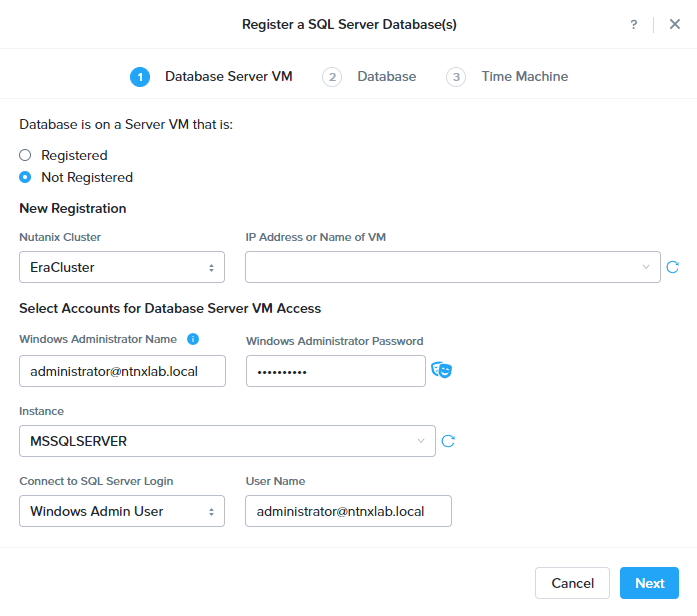 Register a SQL Server Database(s)
?
1 Database Server VM 2 Database 3 Time Machine
Database is on a Server VM that is:
Registered
Not Registered
New Registration
Nutanix Cluster IP Address or Name of VM
EraCluster
Select Accounts for Database Server VM Access
Windows Administrator Name i Windows Administrator Password
administrator@ntnxlab.local ••••••••••
Instance
MSSQLSERVER
Connect to SQL Server Login User Name
Windows Admin User administrator@ntnxlab.local
Cancel Next